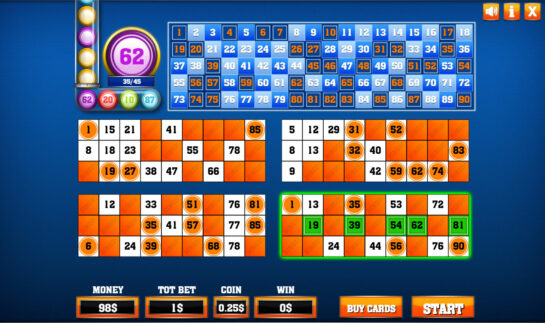 i X
62
35/45
62 20 18 87
1 2 3 4 5 6 7 8 9 10 11 12 13 14 15 16 17 18
19 20 21 22 23 24 25 26 27 28 29 30 31 32 33 34 35 36
37 38 39 40 41 42 43 44 45 46 47 48 49 50 51 52 53 54
55 56 57 58 59 60 61 62 63 64 65 66 67 68 69 70 71 72
73 74 75 76 77 78 79 80 81 82 83 84 85 86 87 88 89 90
1 15 21 41 85
8 18 23 55 78
19 27 38 47 66
5 12 29 31 52
8 13 32 40 83
42 59 62 74
12 33 51 76 81
35 41 57 77 85
6 24 39 68 78
1 13 35 53 72
19 39 54 62 81
24 44 56 76 90
MONEY TOT BET COIN WIN
98$ 1$ 0.25$ 0$
BUY CARDS START